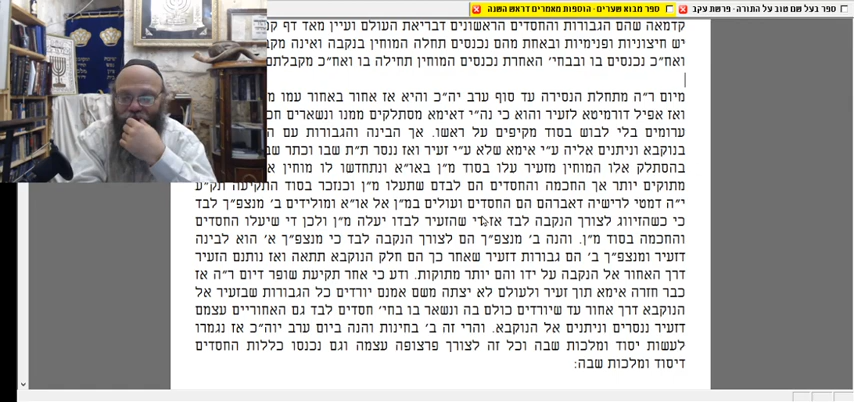 ספר מבוא שערים: הוספות מאמרים דראש השנה
ספר בעל שם טוב על התורה: פרשת עקב
קדמאה שהם הגבורות והחסדים הראשונים דבריאת העולם ועיין מאד דף
יש חיצוניות ופנימיות ובאחת מהם נכנסים תחלה המוחין בנקבה ואינה
ואח״כ נכנסים בו ובבחי׳ האחרת נכנסים המוחין תחילה בו ואח״כ מקבלתם
מיום ר״ה מתחלת הנסירה עד סוף ערב יה״כ והיא אז אחור באחור עמו
ואז אפיל דורמיטא לזעיר והוא כי נה״י דאימא מסתלקים ממנו ונשארים
ערומים בלי לבוש בסוד מקיפים על ראשו. אך הבינה והגבורות עם
בנוקבא וניתנים אליה ע״י אימא שלא ע״י זעיר ואז ננסר ת״ת שבו וכתר
בהסתלק אלו המוחין מזעיר עלו בסוד מ״ן באו״א ונתחדשו לו מוחין
מתוקים יותר אך החכמה והחסדים הם לבדם שתעלו מ״ן וכנזכר בסוד התקיעה תק״ע
י״ה דמטי לרישיה דאברהם הם החסדים ועולים במ״ן אל או״א ומולידים ב׳ מנצפ״ך לבד
כי כשהזיווג לצורך הנקבה לבד אז די שהזעיר לבדו יעלה מ״ן ולכן די שיעלו החסדים
והחכמה בסוד מ״ן. והנה ב׳ מנצפ״ך הם לצורך הנקבה לבד כי מנצפ״ך א׳ הוא לבינה
דזעיר ומנצפ״ך ב׳ הם גבורות דזעיר שאחר כך הם חלק הנוקבא תתאה ואז נותנם הזעיר
דרך האחור אל הנקבה על ידו והם יותר מתוקות. ודע כי אחר תקיעת שופר דיום ר״ה אז
כבר חזרה אימא תוך זעיר ולעולם לא יצתה משם אמנם יורדים כל הגבורות שבזעיר אל
הנוקבא דרך אחור עד שיורדים כולם בה ונשאר בו בחי׳ חסדים לבד גם האחוריים עצמם
דזעיר ננסרים וניתנים אל הנוקבא. והרי זה ב׳ בחינות והנה ביום ערב יוה״כ אז נגמרו
לעשות יסוד ומלכות שבה וכל זה לצורך פרצופה עצמה וגם נכנסו כללות החסדים
דיסוד ומלכות שבה: